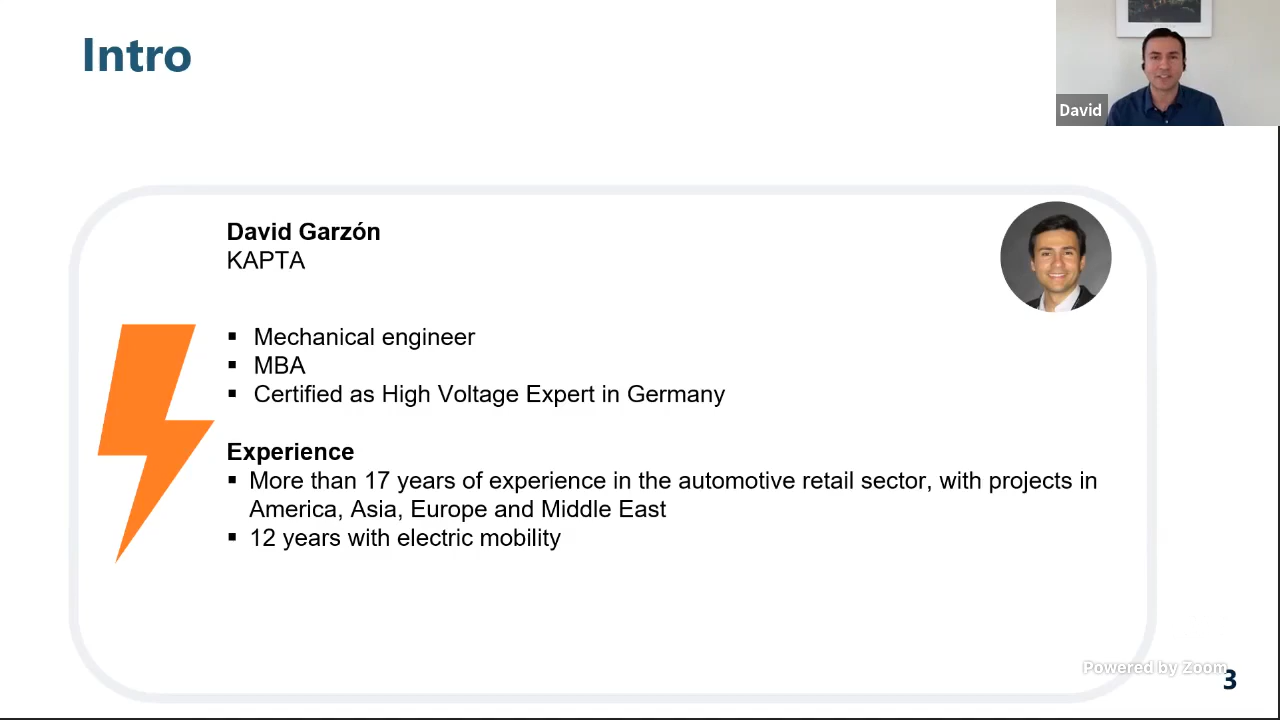 Intro
David
David Garzón
KAPTA
▪ Mechanical engineer
▪ MBA
▪ Certified as High Voltage Expert in Germany
Experience
▪ More than 17 years of experience in the automotive retail sector, with projects in
America, Asia, Europe and Middle East
▪ 12 years with electric mobility
Powered by Zoom
3